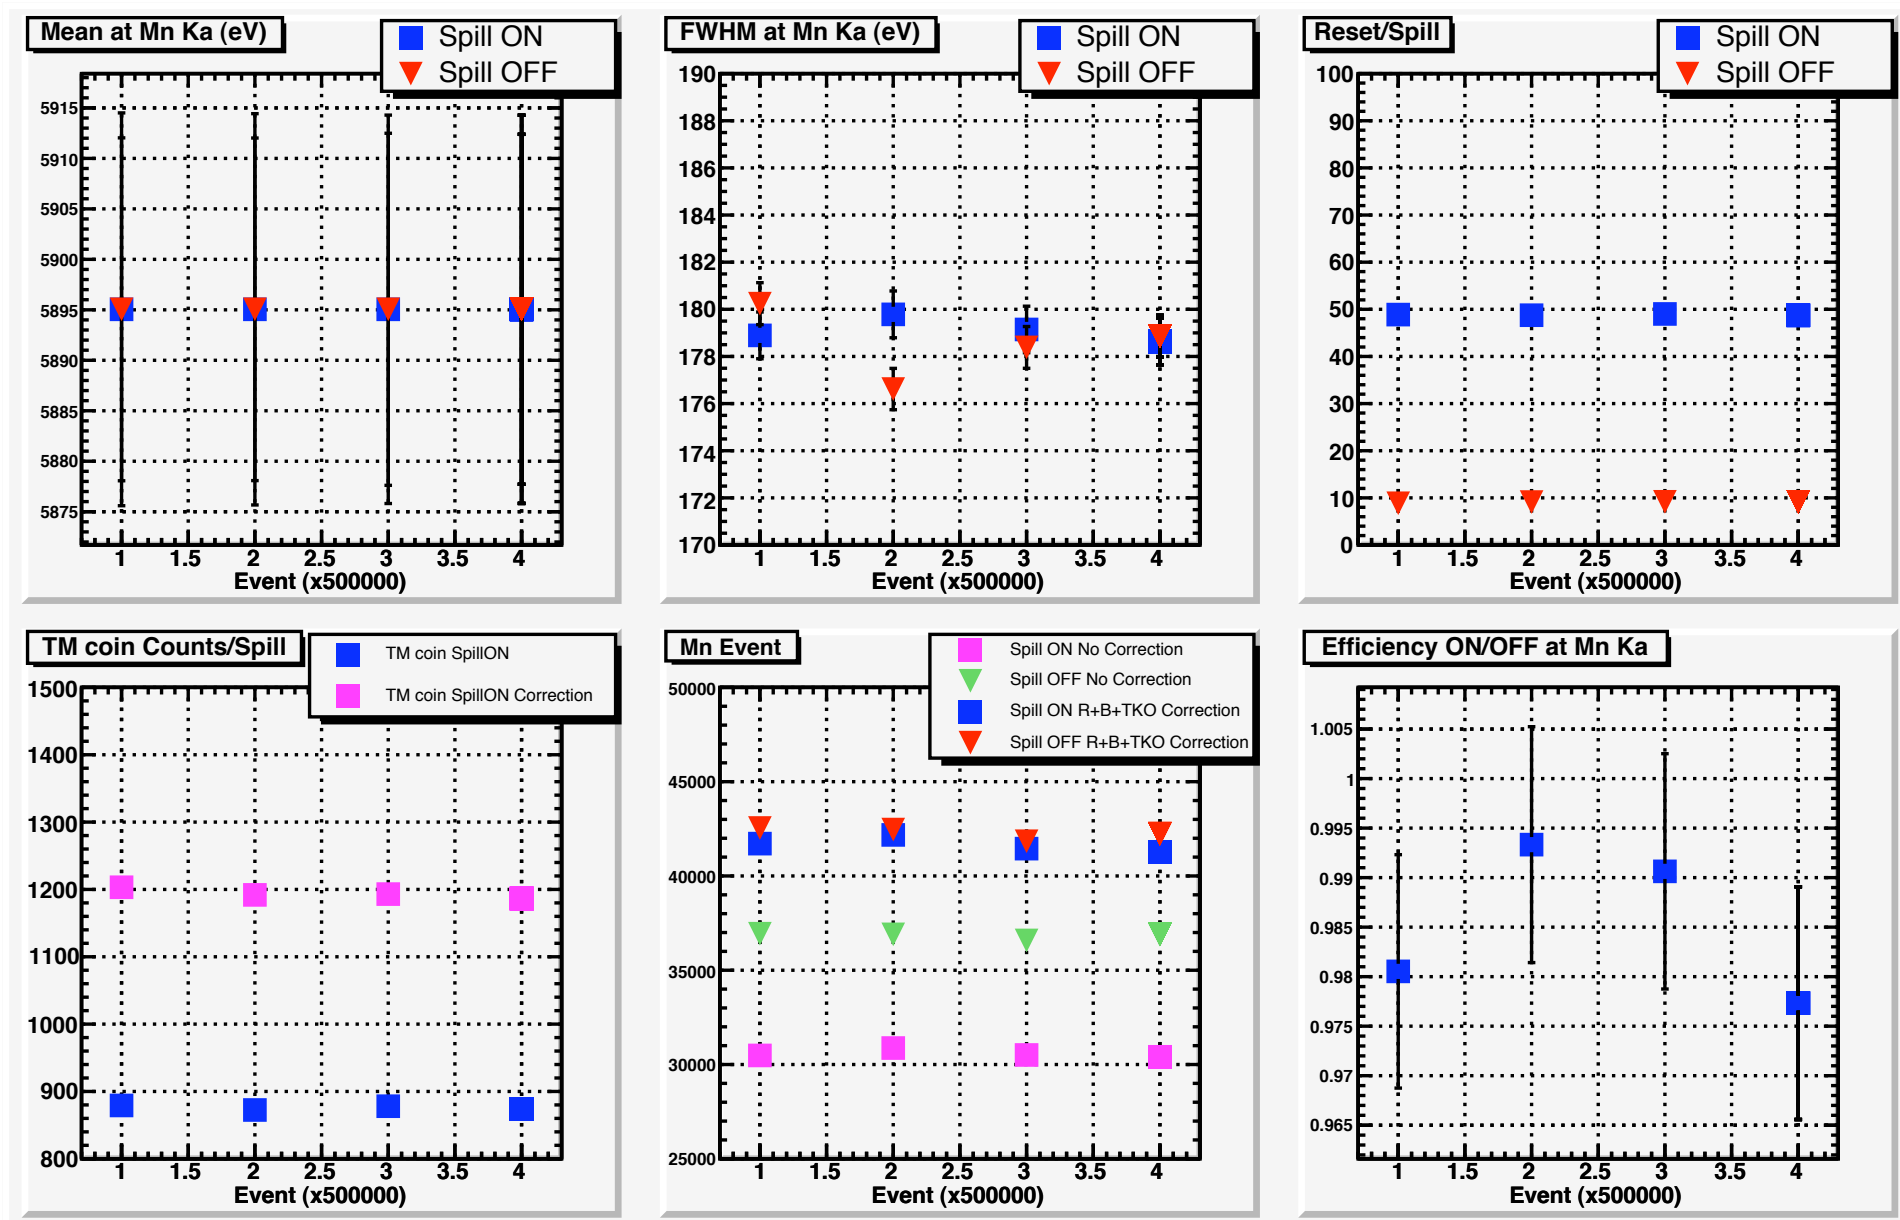 Mean at Mn Ka (eV)
Spill ON
Spill OFF
5915
5910
5905
5900
5895
5890
5885
5880
5875
1 1.5 2 2.5 3 3.5 4
Event (x500000)
FWHM at Mn Ka (eV)
Spill ON
Spill OFF
190
188
186
184
182
180
178
176
174
172
170
1 1.5 2 2.5 3 3.5 4
Event (x500000)
Reset/Spill
Spill ON
Spill OFF
100
90
80
70
60
50
40
30
20
10
0
1 1.5 2 2.5 3 3.5 4
Event (x500000)
TM coin Counts/Spill
TM coin SpillON
TM coin SpillON Correction
1500
1400
1300
1200
1100
1000
900
800
1 1.5 2 2.5 3 3.5 4
Event (x500000)
Mn Event
Spill ON No Correction
Spill OFF No Correction
Spill ON R+B+TKO Correction
Spill OFF R+B+TKO Correction
50000
45000
40000
35000
30000
25000
1 1.5 2 2.5 3 3.5 4
Event (x500000)
Efficiency ON/OFF at Mn Ka
1.005
1
0.995
0.99
0.985
0.98
0.975
0.97
0.965
1 1.5 2 2.5 3 3.5 4
Event (x500000)